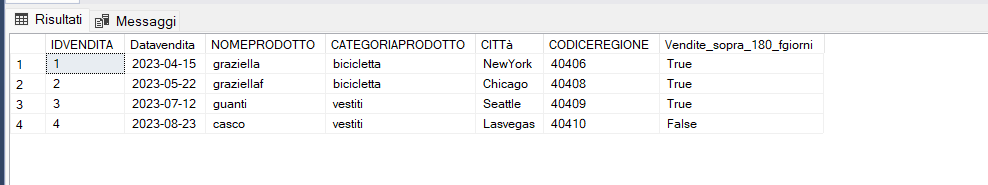 Risultati Messaggi
IDVENDITA Datavendita NOMEPRODOTTO CATEGORIAPRODOTTO CITTà CODICEREGIONE Vendite_sopra_180_fgiorni
1 1 2023-04-15 graziella bicicletta NewYork 40406 True
2 2 2023-05-22 graziellaf bicicletta Chicago 40408 True
3 3 2023-07-12 guanti vestiti Seattle 40409 True
4 4 2023-08-23 casco vestiti Lasvegas 40410 False